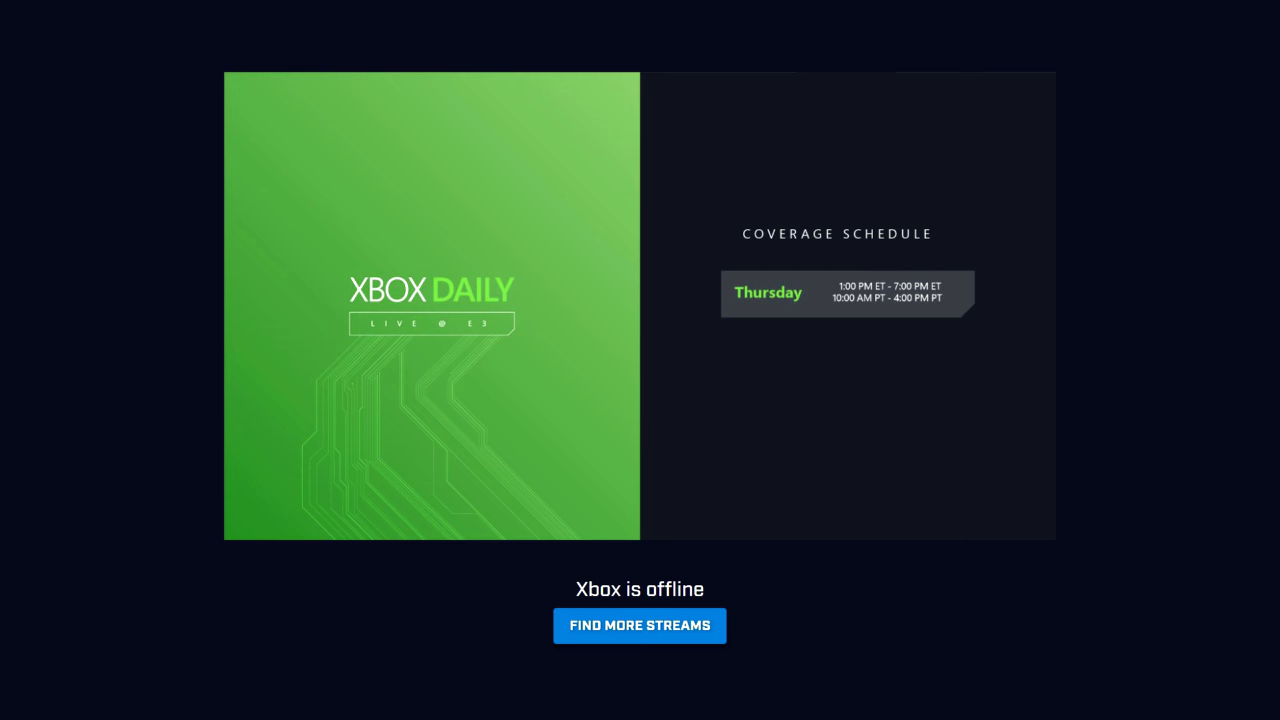 XBOX DAILY
LIVE @ E3
COVERAGE SCHEDULE
Thursday
1:00 PM ET - 7:00 PM ET
10:00 AM PT - 4:00 PM PT
Xbox is offline
FIND MORE STREAMS